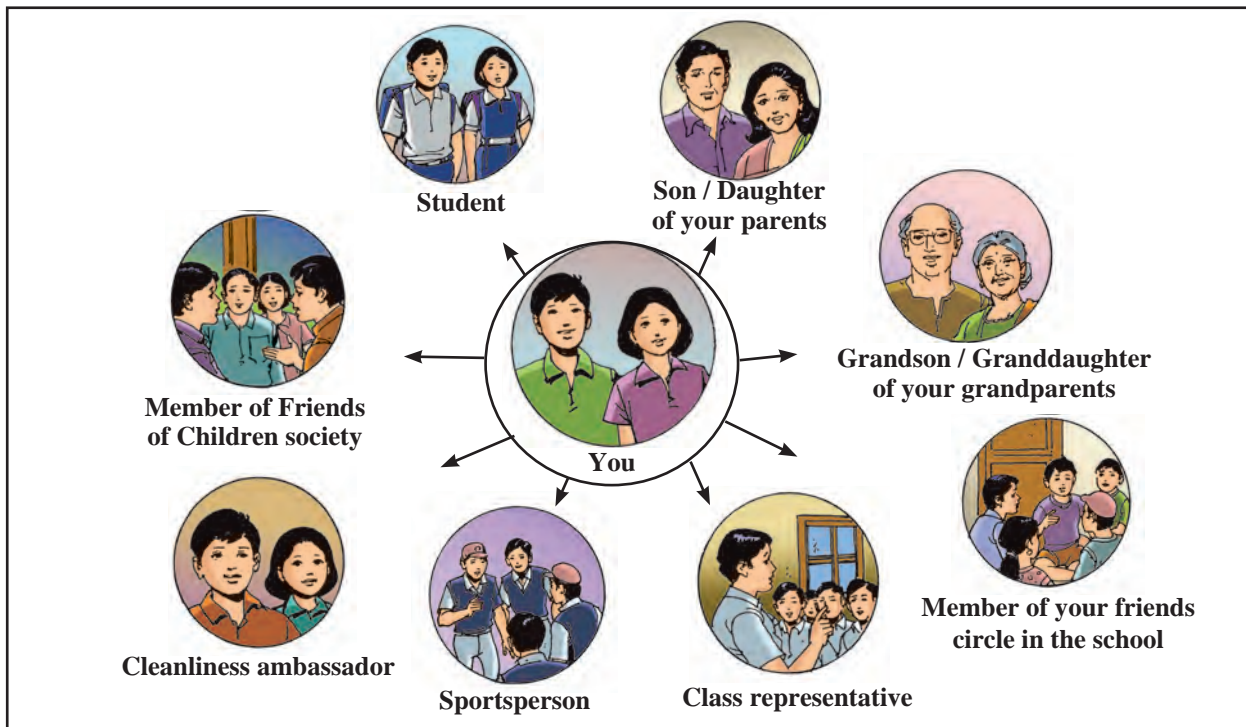 Student
Son / Daughter
of your parents
Grandson / Granddaughter
of your grandparents
Member of Friends
of Children society
You
Member of your friends
circle in the school
Cleanliness ambassador
Sportsperson
Class representative